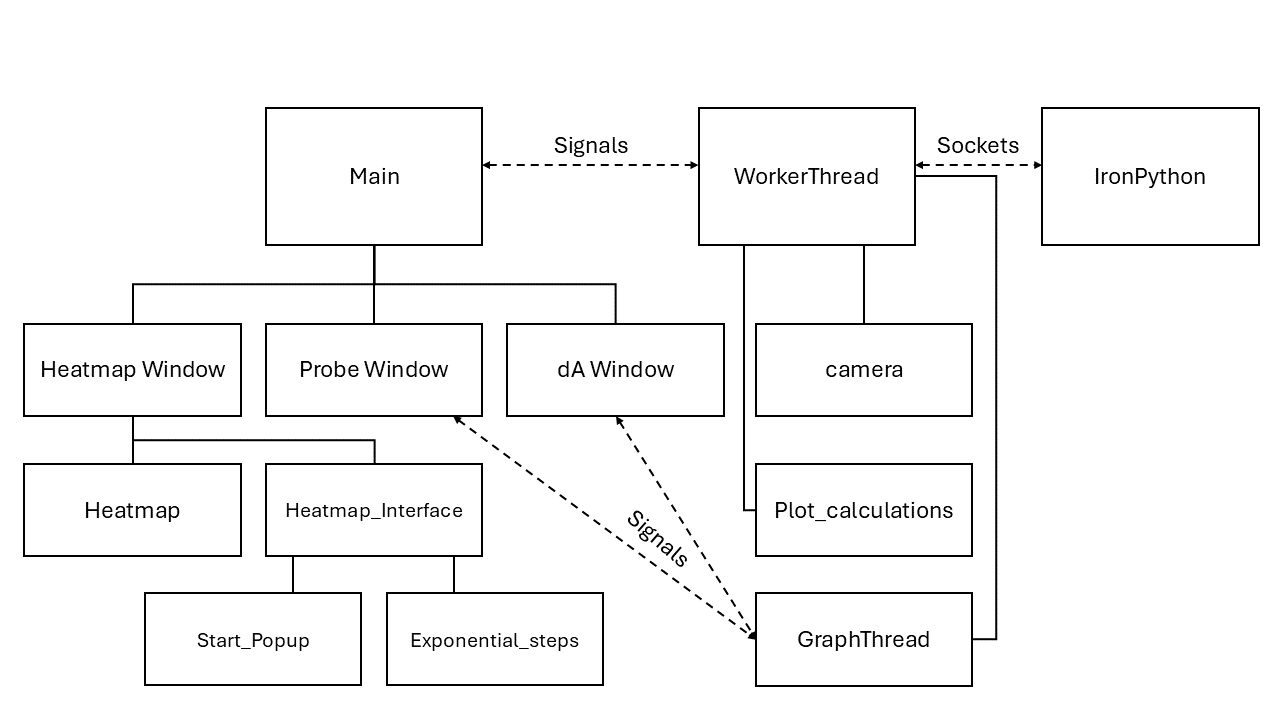 Main
Signals
WorkerThread
Sockets
IronPython
Heatmap Window
Probe Window
dA Window
camera
Heatmap
Heatmap_Interface
Signals
Plot_calculations
Start_Popup
Exponential_steps
GraphThread